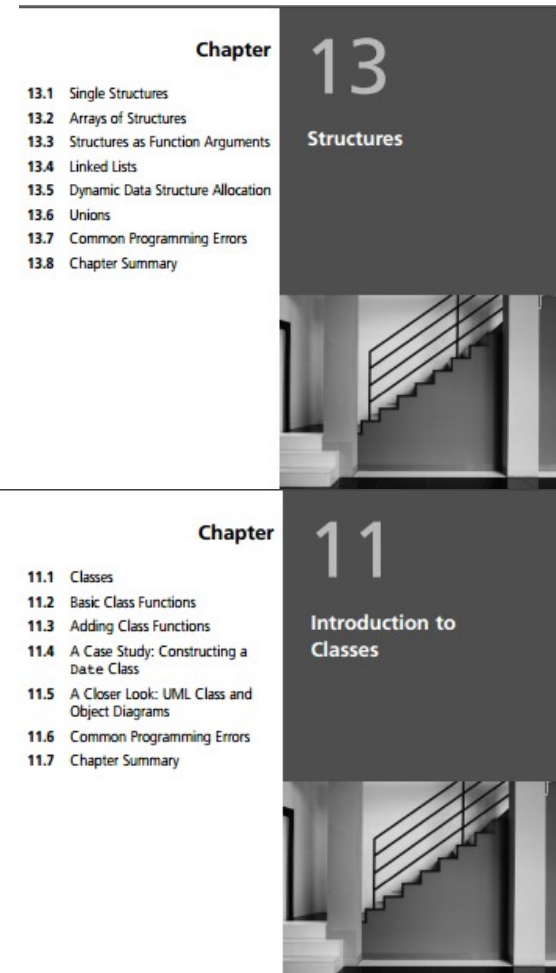 Chapter
13
13.1 Single Structures
13.2 Arrays of Structures
13.3 Structures as Function Arguments
13.4 Linked Lists
13.5 Dynamic Data Structure Allocation
13.6 Unions
13.7 Common Programming Errors
13.8 Chapter Summary
Structures
Chapter
11
11.1 Classes
11.2 Basic Class Functions
11.3 Adding Class Functions
11.4 A Case Study: Constructing a
Date Class
11.5 A Closer Look: UML Class and
Object Diagrams
11.6 Common Programming Errors
11.7 Chapter Summary
Introduction to
Classes